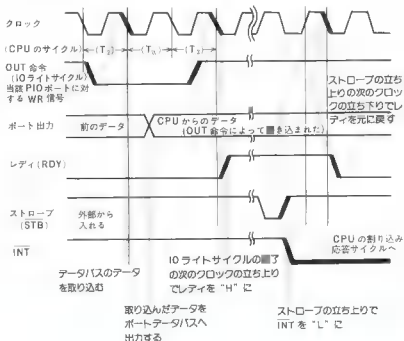 クロック
(CPUのサイクル)
(T₂)
(T₃)
OUT命令
(IOライトサイクル)
当該PIOポートに対
するWR信号
ストローブの立ち
上りの次のクロッ
クの立ち下りでレ
ディを元に戻す
ポート出力
前のデータ
CPUからのデータ
(OUT命令によって き込まれた)
レディ(RDY)
ストローブ
(STB)
外部から
入れる
INT
CPUの割り込み
応答サイクルへ
データバスのデータ
を取り込む
IOライトサイクルの 了
の次のクロックの立ち上り
でレディを“H”に
取り込んだデータを
ポートデータバスへ
出力する
ストローブの立ち上りで
INTを“L”に